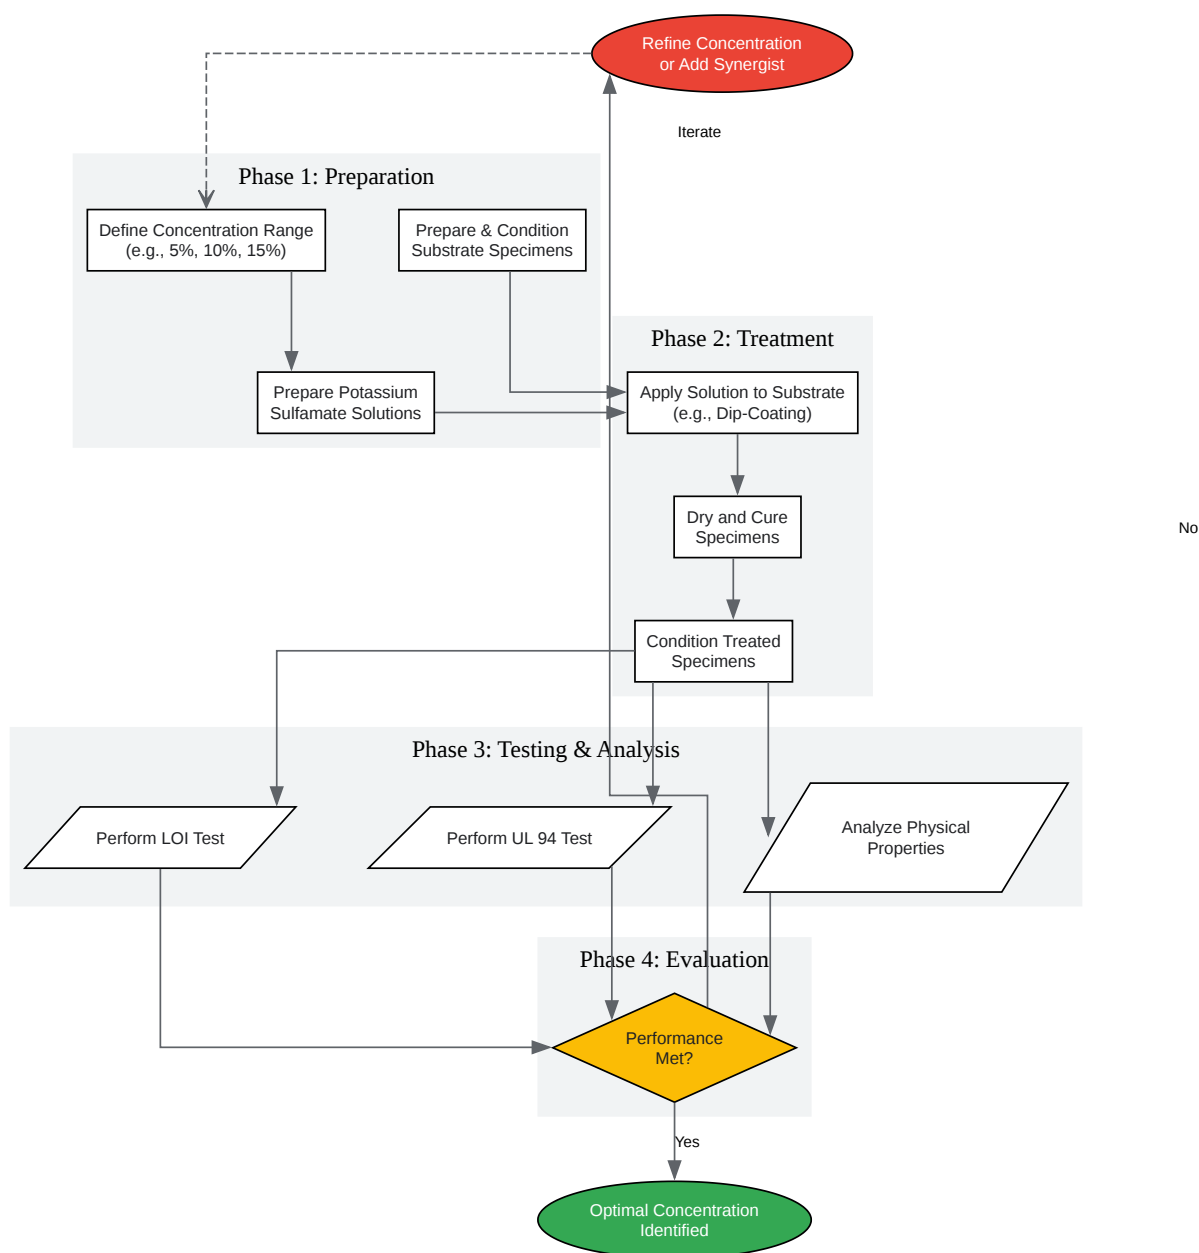 Refine Concentration
or Add Synergist
Iterate
Phase 1: Preparation
Define Concentration Range
(e.g., 5%, 10%, 15%)
Prepare & Condition
Substrate Specimens
Phase 2: Treatment
Prepare Potassium
Sulfamate Solutions
Apply Solution to Substrate
(e.g., Dip-Coating)
Dry and Cure
Specimens
No
Condition Treated
Specimens
Phase 3: Testing & Analysis
Perform LOI Test
Perform UL 94 Test
Analyze Physical
Properties
Phase 4: Evaluation
Performance
Met?
Yes
Optimal Concentration
Identified